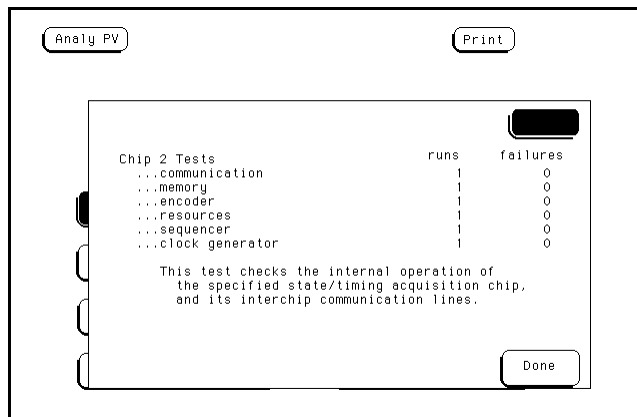 Analy PV Print
Chip 2 Tests runs failures
...communication 1 0
...memory 1 0
...encoder 1 0
...resources 1 0
...sequencer 1 0
...clock generator 1 0
This test checks the internal operation of
the specified state/timing acquisition chip,
and its interchip communication lines.
Done